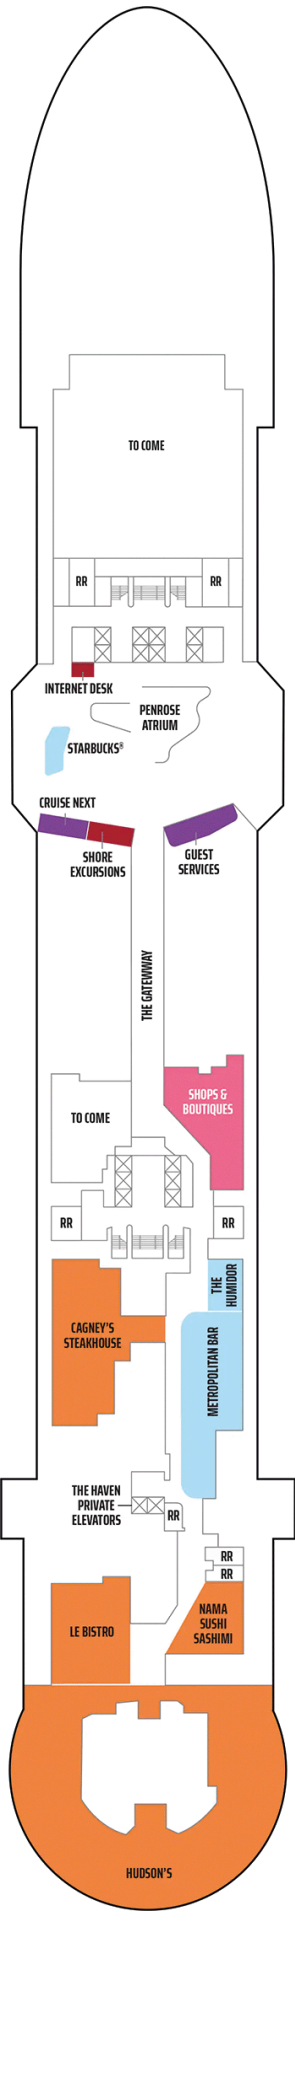 TO COME
RR
RR
INTERNET DESK
PENROSE
ATRIUM
STARBUCKS®
CRUISE NEXT
SHORE
EXCURSIONS
GUEST
SERVICES
THE GATEWWAY
SHOPS &
BOUTIQUES
TO COME
RR
RR
THE
HUMIDOR
CAGNEY'S
STEAKHOUSE
METROPOLITAN BAR
THE HAVEN
PRIVATE
ELEVATORS
RR
RR
RR
NAMA
SUSHI
SASHIMI
LE BISTRO
HUDSON'S